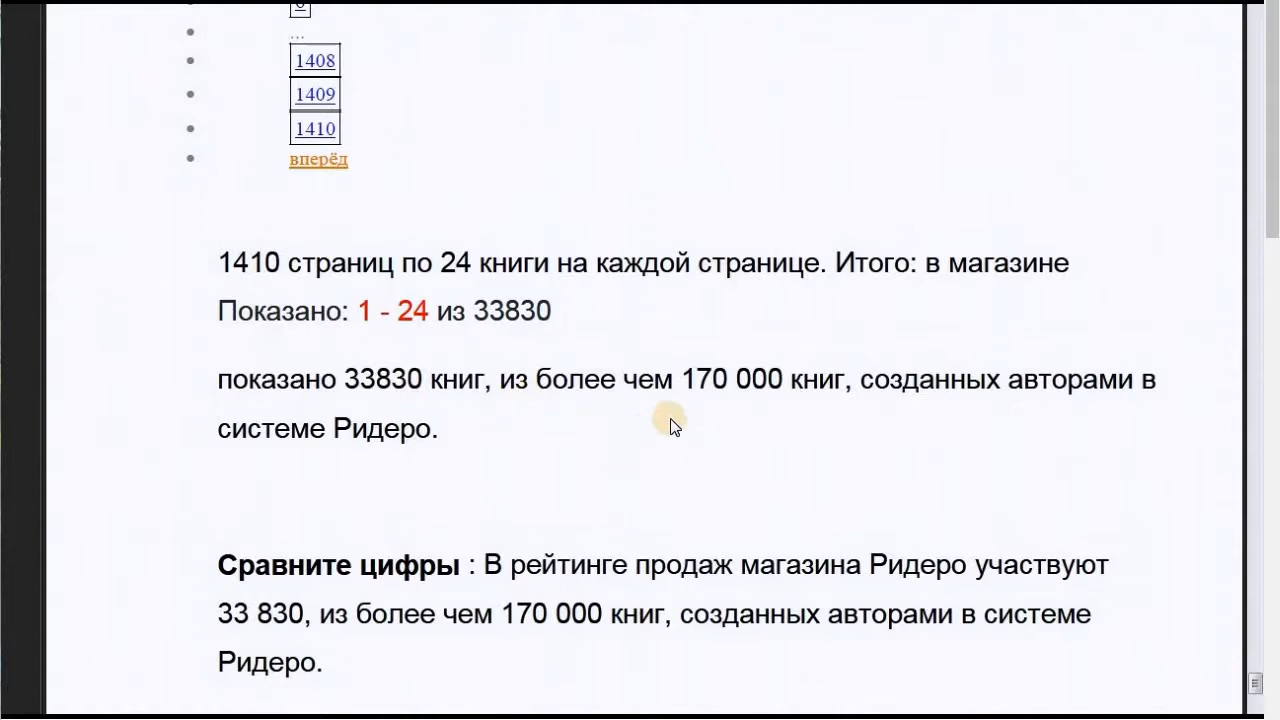 ...
1408
1409
1410
вперёд
1410 страниц по 24 книги на каждой странице. Итого: в магазине
Показано: 1 - 24 из 33830
показано 33830 книг, из более чем 170 000 книг, созданных авторами в
системе Ридеро.
Сравните цифры : В рейтинге продаж магазина Ридеро участвуют
33 830, из более чем 170 000 книг, созданных авторами в системе
Ридеро.